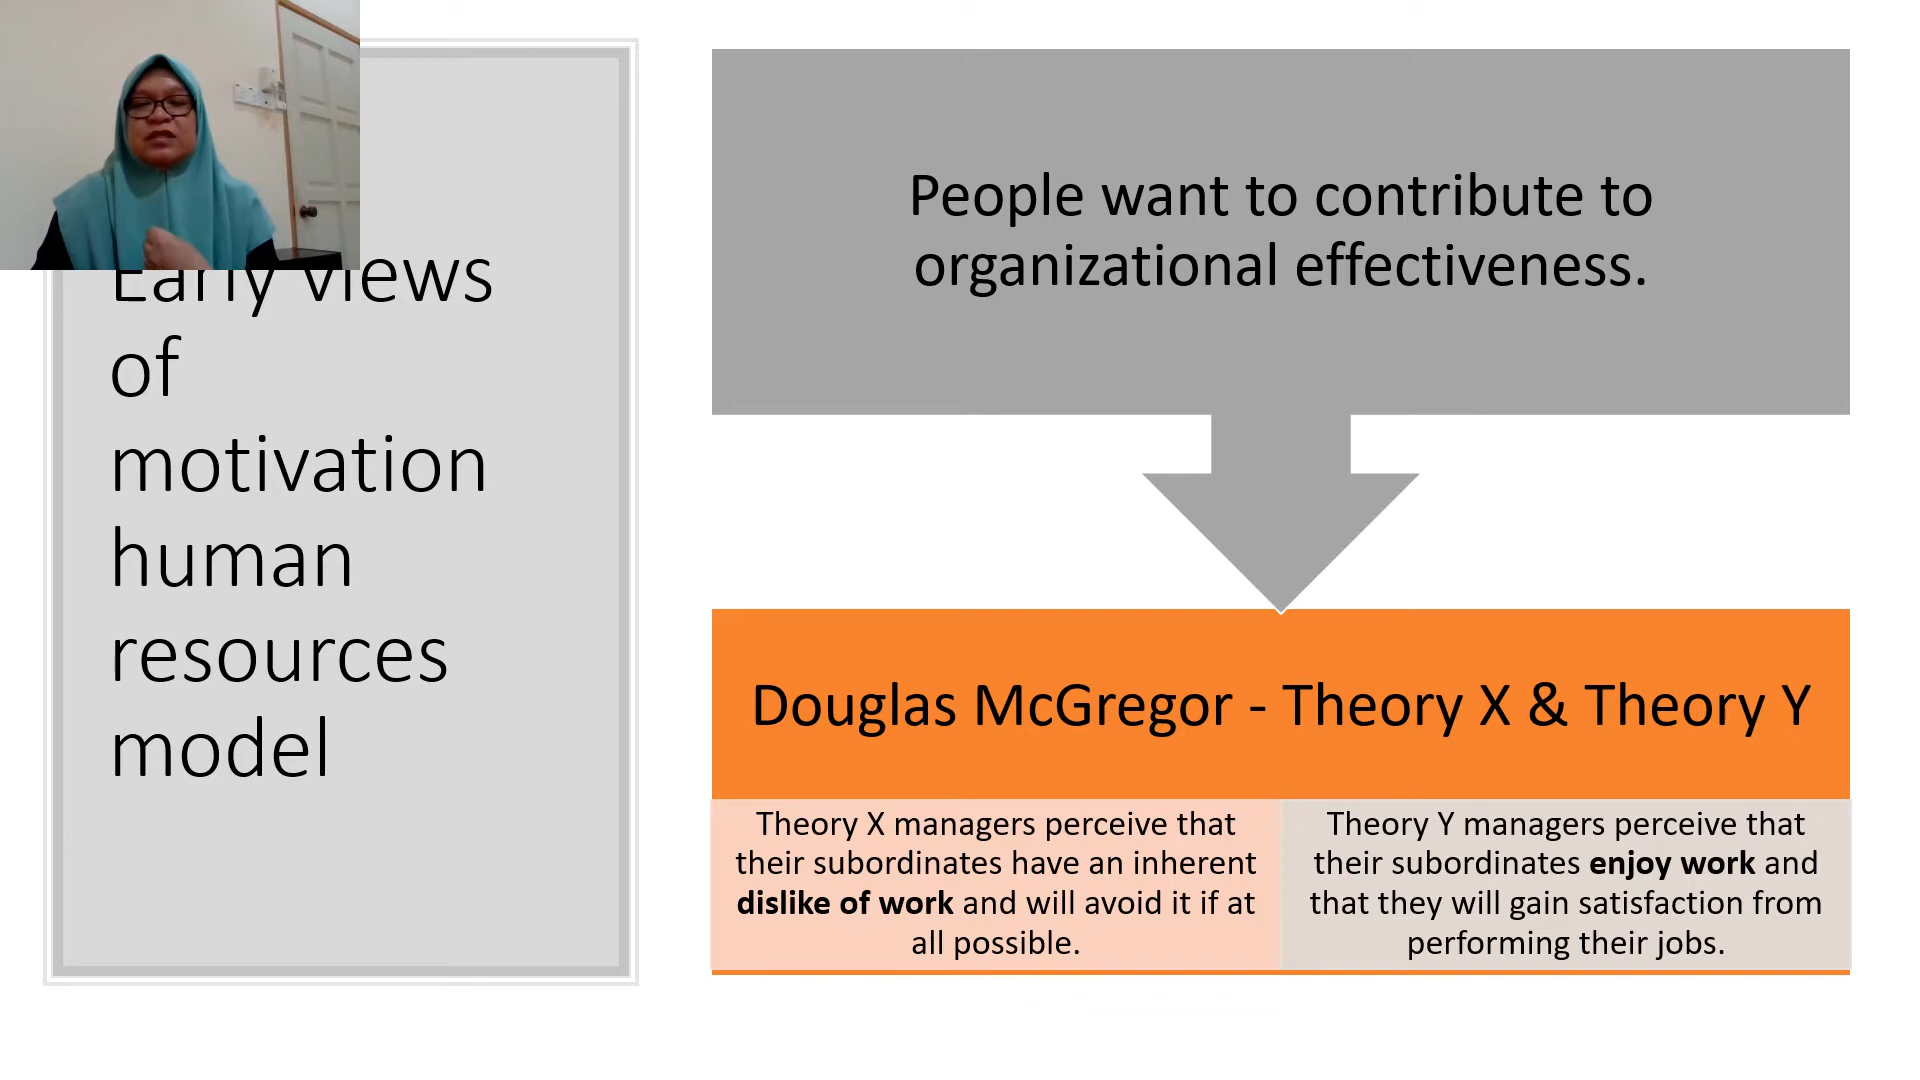 Early views
of
motivation
human
resources
model
People want to contribute to
organizational effectiveness.
Douglas McGregor - Theory X & Theory Y
Theory X managers perceive that
their subordinates have an inherent
dislike of work and will avoid it if at
all possible.
Theory Y managers perceive that
their subordinates enjoy work and
that they will gain satisfaction from
performing their jobs.